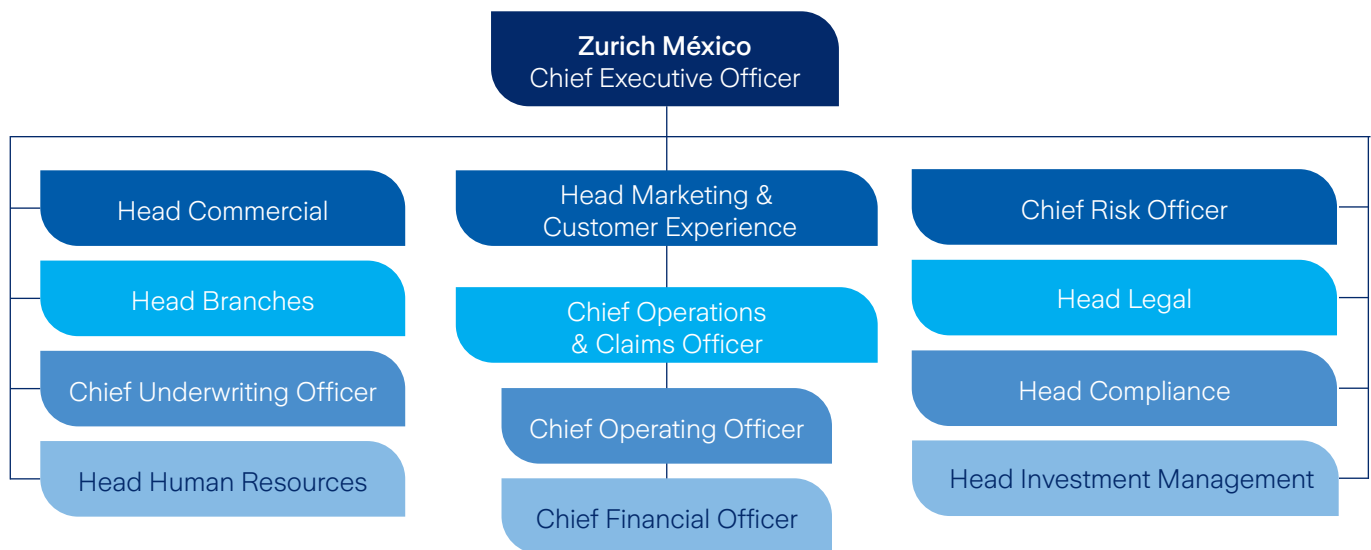 Zurich México
Chief Executive Officer
Head Commercial
Head Branches
Chief Underwriting Officer
Head Human Resources
Head Marketing &
Customer Experience
Chief Operations
& Claims Officer
Chief Operating Officer
Chief Financial Officer
Chief Risk Officer
Head Legal
Head Compliance
Head Investment Management